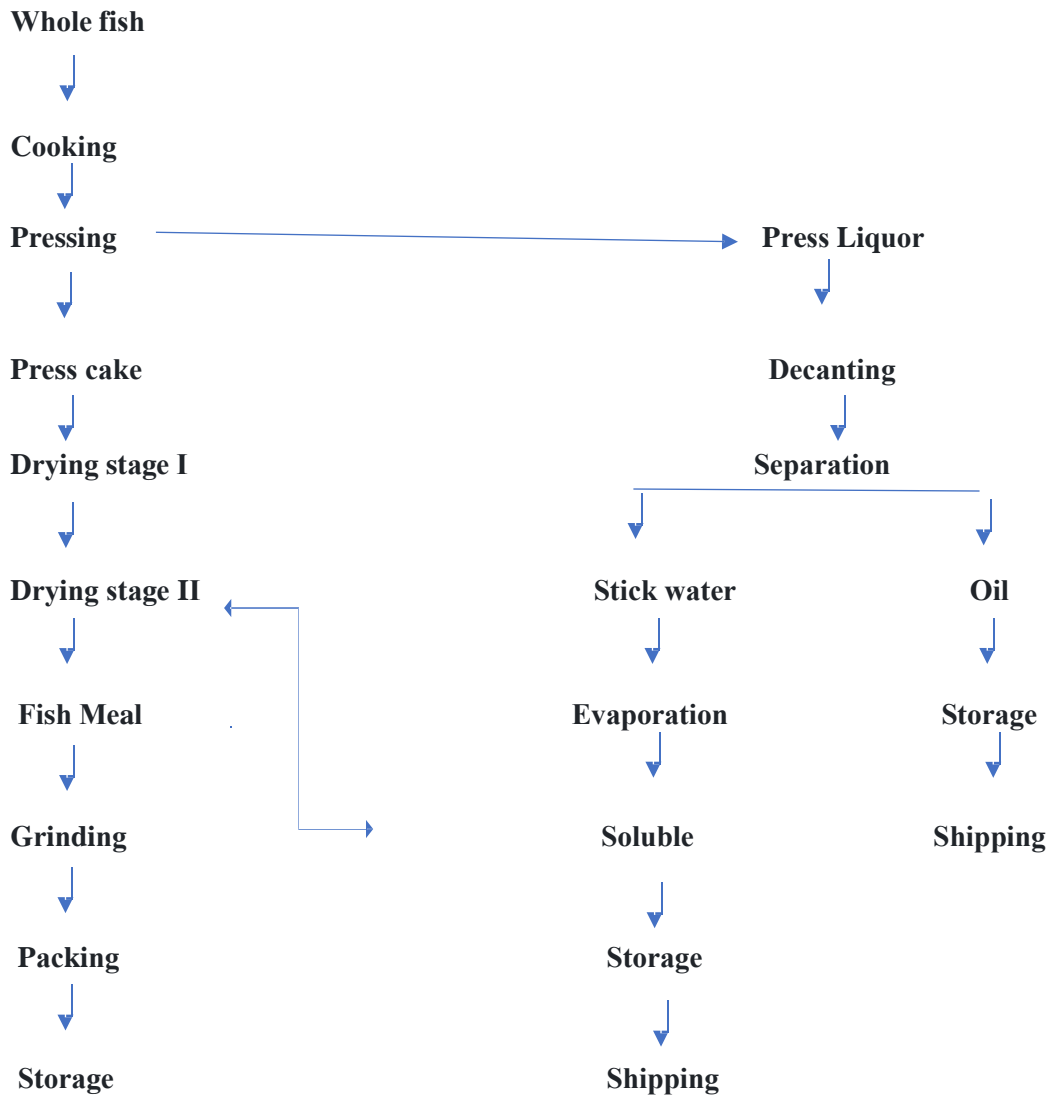 Whole fish
Cooking
Pressing Press Liquor
Press cake Decanting
Drying stage I Separation
Drying stage II Stick water Oil
Fish Meal Evaporation Storage
Grinding Soluble Shipping
Packing Storage
Storage Shipping